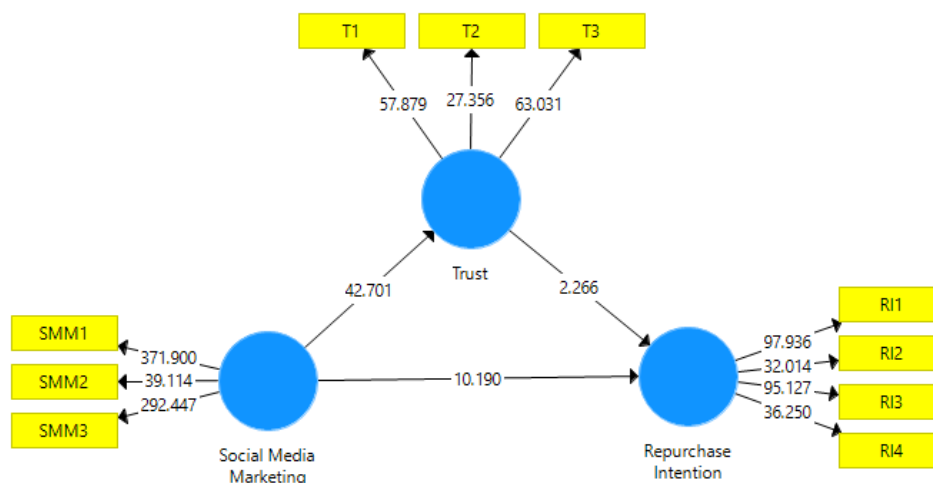 T1
T2
T3
57.879
27.356
63.031
Trust
42.701
2.266
SMM1
SMM2
SMM3
371.900
39.114
292.447
10.190
RI1
RI2
RI3
RI4
97.936
32.014
95.127
36.250
Social Media
Marketing
Repurchase
Intention